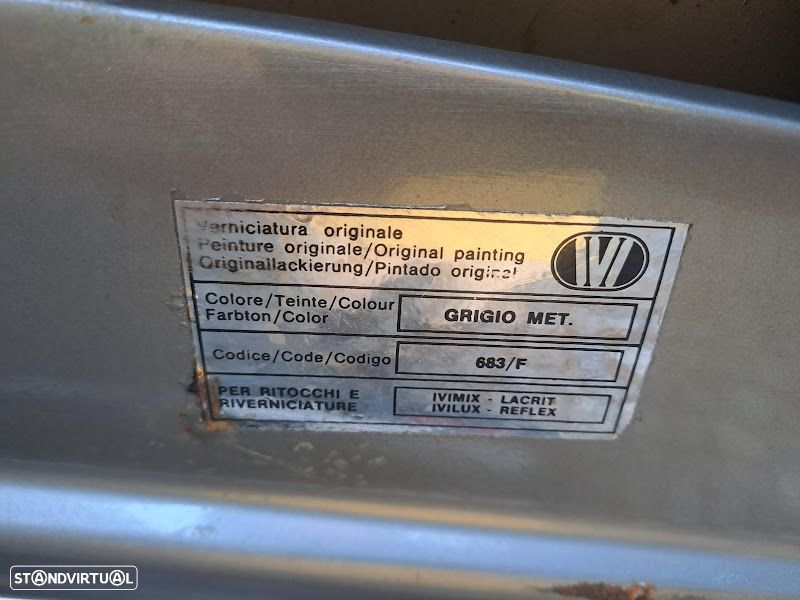 Verniciatura originale
Peinture originale/Original painting
Originallackierung/Pintado original
IVI
Colore/Teinte/Colour
Farbton/Color
GRIGIO MET.
Codice/Code/Codigo
683/F
PER RITOCCHI E
RIVERNICIATURE
IVIMIX - LACRIT
IVILUX - REFLEX
STANDVIRTUAL